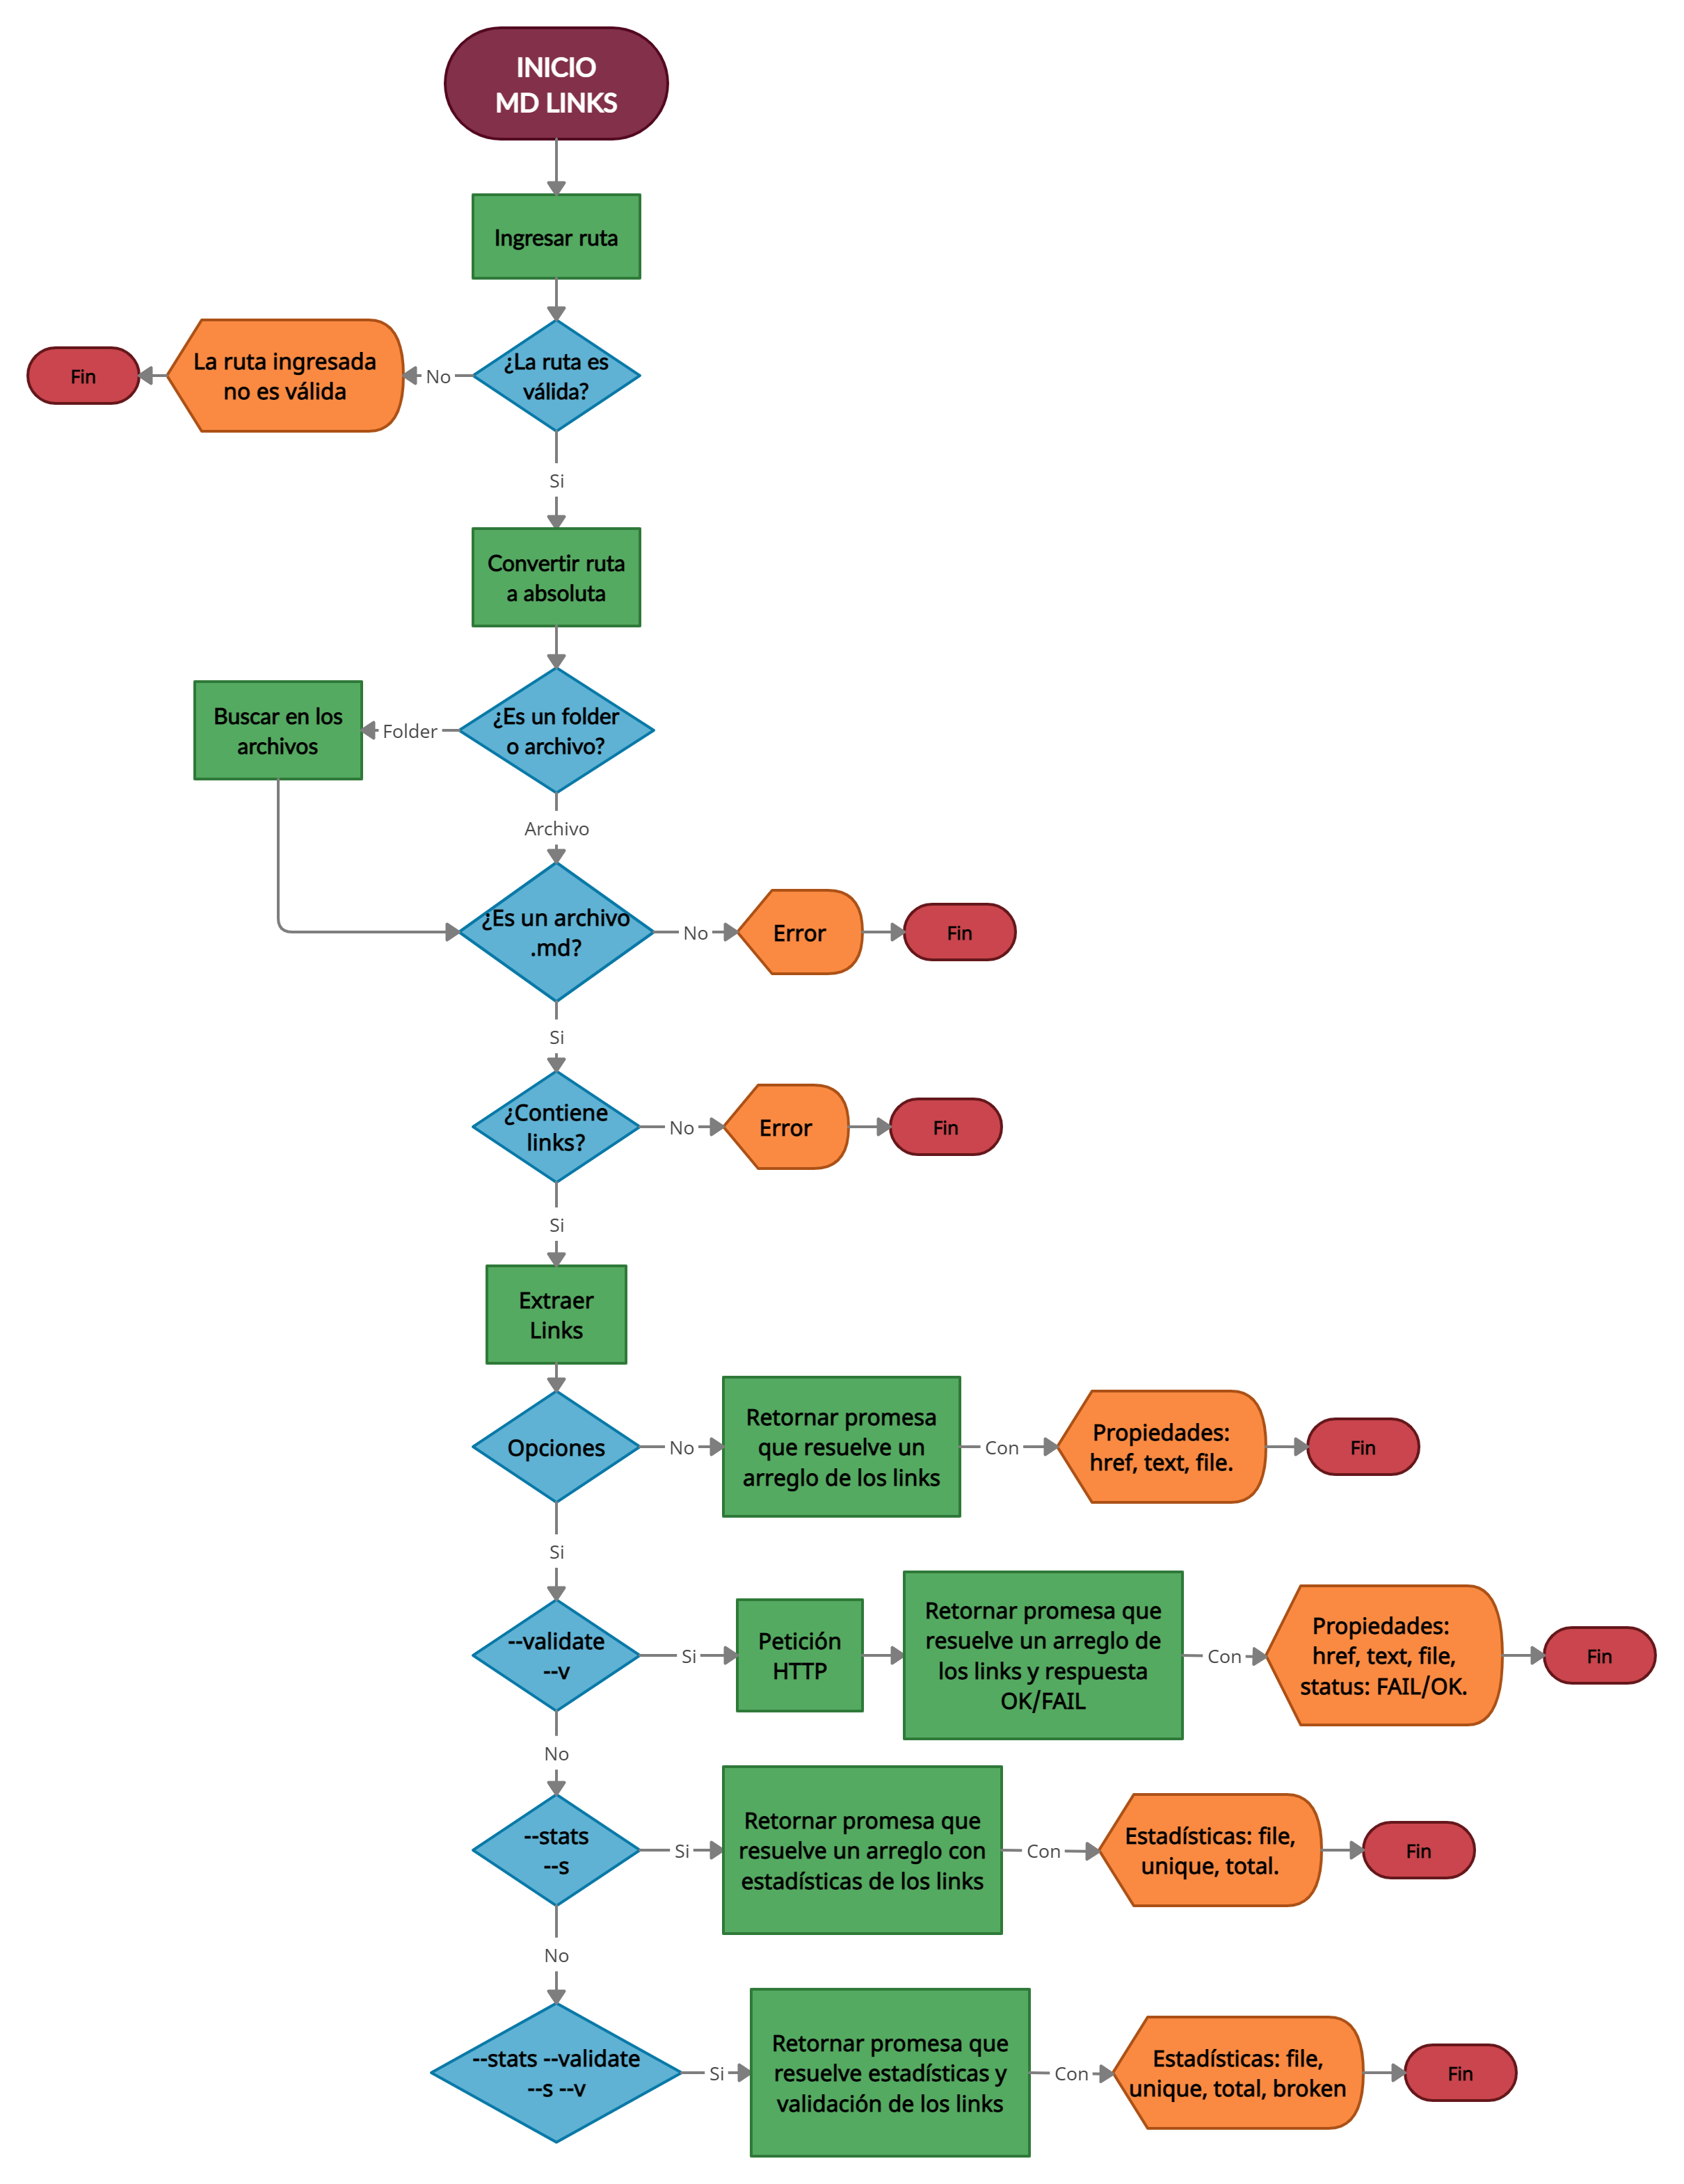 INICIO
MD LINKS
Ingresar ruta
¿La ruta es
válida?
No
La ruta ingresada
no es válida
Fin
Si
Convertir ruta
a absoluta
¿Es un folder
o archivo?
Folder
Buscar en los
archivos
Archivo
¿Es un archivo
.md?
No
Error
Fin
Si
¿Contiene
links?
No
Error
Fin
Si
Extraer
Links
Opciones
No
Retornar promesa
que resuelve un
arreglo de los links
Con
Propiedades:
href, text, file.
Fin
Si
--validate
--v
Si
Petición
HTTP
Retornar promesa que
resuelve un arreglo de
los links y respuesta
OK/FAIL
Con
Propiedades:
href, text, file,
status: FAIL/OK.
Fin
No
--stats
--s
Si
Retornar promesa que
resuelve un arreglo con
estadísticas de los links
Con
Estadísticas: file,
unique, total.
Fin
No
--stats --validate
--s --v
Si
Retornar promesa que
resuelve estadísticas y
validación de los links
Con
Estadísticas: file,
unique, total, broken
Fin